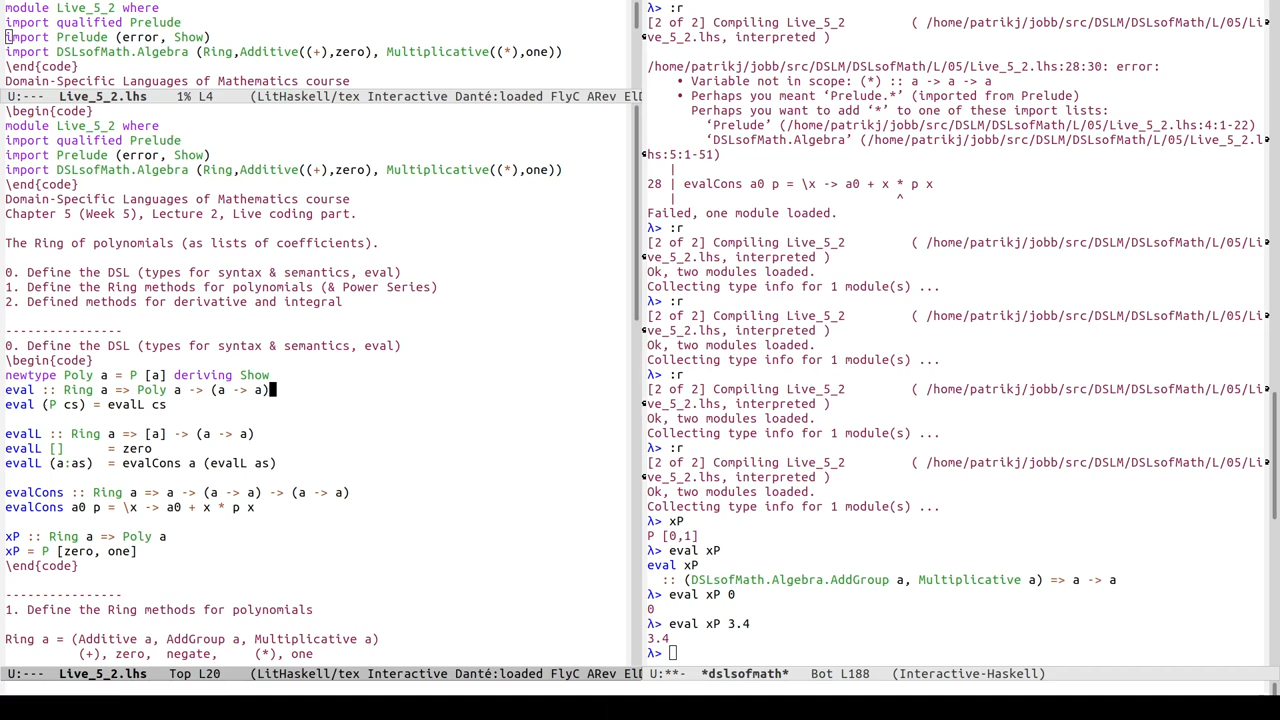 module Live_5_2 where
import qualified Prelude
import Prelude (error, Show)
import DSLsofMath.Algebra (Ring,Additive((+),zero), Multiplicative((*),one))
\end{code}
Domain-Specific Languages of Mathematics course
U:---  Live_5_2.lhs     1% L4     (LitHaskell/tex Interactive Danté:loaded FlyC ARev ElD
\begin{code}
module Live_5_2 where
import qualified Prelude
import Prelude (error, Show)
import DSLsofMath.Algebra (Ring,Additive((+),zero), Multiplicative((*),one))
\end{code}
Domain-Specific Languages of Mathematics course
Chapter 5 (Week 5), Lecture 2, Live coding part.
The Ring of polynomials (as lists of coefficients).
0. Define the DSL (types for syntax & semantics, eval)
1. Define the Ring methods for polynomials (& Power Series)
2. Defined methods for derivative and integral
----------------
0. Define the DSL (types for syntax & semantics, eval)
\begin{code}
newtype Poly a = P [a] deriving Show
eval :: Ring a => Poly a -> (a -> a)
eval (P cs) = evalL cs
evalL :: Ring a => [a] -> (a -> a)
evalL []      = zero
evalL (a:as)  = evalCons a (evalL as)
evalCons :: Ring a => a -> (a -> a) -> (a -> a)
evalCons a0 p = \x -> a0 + x * p x
xP :: Ring a => Poly a
xP = P [zero, one]
\end{code}
----------------
1. Define the Ring methods for polynomials
Ring a = (Additive a, AddGroup a, Multiplicative a)
          (+), zero,  negate,     (*), one
U:---  Live_5_2.lhs   Top L20    (LitHaskell/tex Interactive Danté:loaded FlyC ARev ElD
λ> :r
[2 of 2] Compiling Live_5_2         ( /home/patrikj/jobb/src/DSLM/DSLsofMath/L/05/Li
ve_5_2.lhs, interpreted )
/home/patrikj/jobb/src/DSLM/DSLsofMath/L/05/Live_5_2.lhs:28:30: error:
    • Variable not in scope: (*) :: a -> a -> a
    • Perhaps you meant ‘Prelude.*’ (imported from Prelude)
      Perhaps you want to add ‘*’ to one of these import lists:
        ‘Prelude’ (/home/patrikj/jobb/src/DSLM/DSLsofMath/L/05/Live_5_2.lhs:4:1-22)
        ‘DSLsofMath.Algebra’ (/home/patrikj/jobb/src/DSLM/DSLsofMath/L/05/Live_5_2.l
hs:5:1-51)
   |
28 | evalCons a0 p = \x -> a0 + x * p x
   |                              ^
Failed, one module loaded.
λ> :r
[2 of 2] Compiling Live_5_2         ( /home/patrikj/jobb/src/DSLM/DSLsofMath/L/05/Li
ve_5_2.lhs, interpreted )
Ok, two modules loaded.
Collecting type info for 1 module(s) ...
λ> :r
[2 of 2] Compiling Live_5_2         ( /home/patrikj/jobb/src/DSLM/DSLsofMath/L/05/Li
ve_5_2.lhs, interpreted )
Ok, two modules loaded.
Collecting type info for 1 module(s) ...
λ> :r
[2 of 2] Compiling Live_5_2         ( /home/patrikj/jobb/src/DSLM/DSLsofMath/L/05/Li
ve_5_2.lhs, interpreted )
Ok, two modules loaded.
Collecting type info for 1 module(s) ...
λ> :r
[2 of 2] Compiling Live_5_2         ( /home/patrikj/jobb/src/DSLM/DSLsofMath/L/05/Li
ve_5_2.lhs, interpreted )
Ok, two modules loaded.
Collecting type info for 1 module(s) ...
λ> xP
P [0,1]
λ> eval xP
eval xP
  :: (DSLsofMath.Algebra.AddGroup a, Multiplicative a) => a -> a
λ> eval xP 0
0
λ> eval xP 3.4
3.4
λ>
U:**-  *dslsofmath*   Bot L188   (Interactive-Haskell)